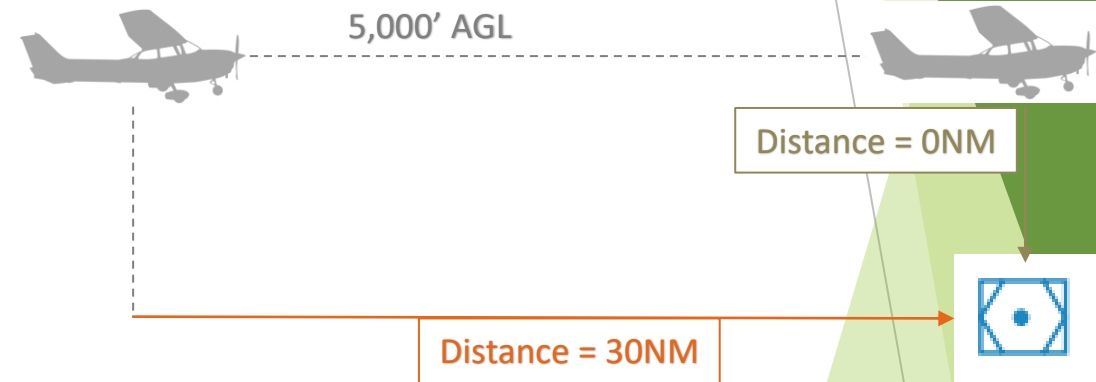 5,000’ AGL
Distance = 0NM
Distance = 30NM